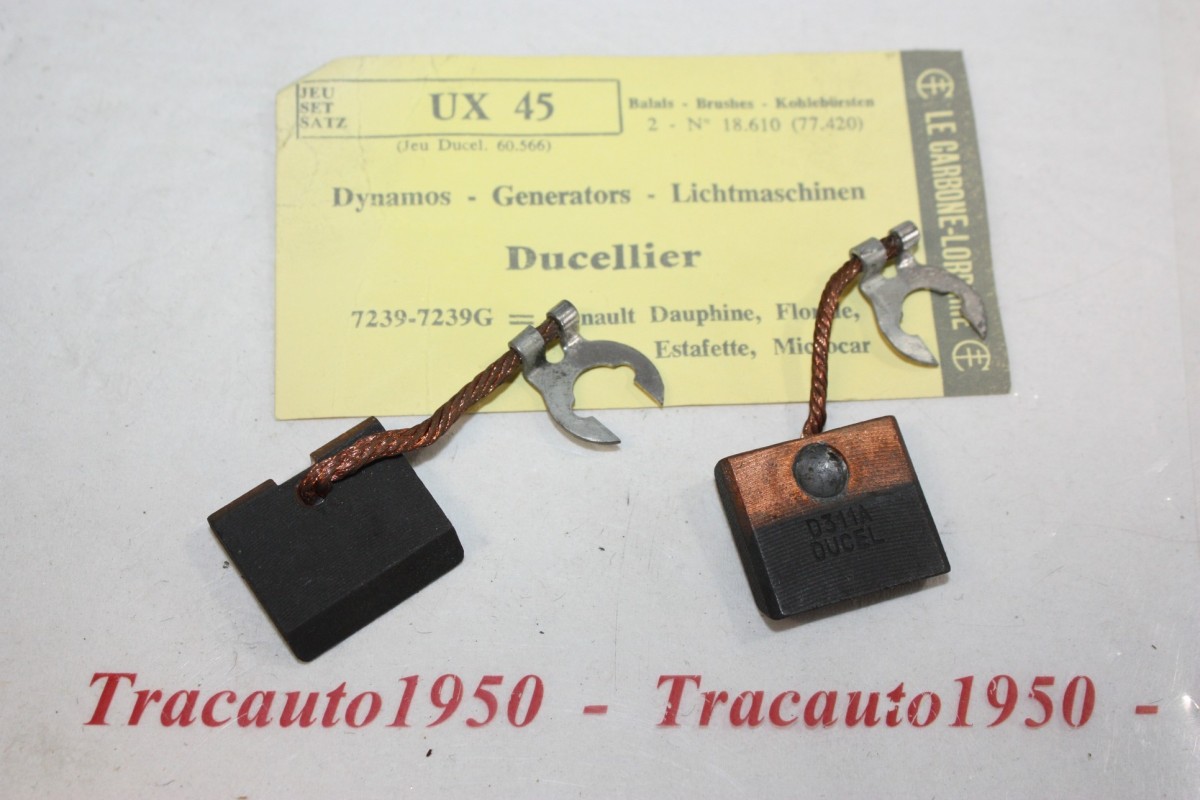 JEU
SET
SATZ
UX 45
Balais - Brushes - Kohlebürsten
2 - N° 18.610 (77.420)
(Jeu Ducel. 60.566)
Dynamos - Generators - Lichtmaschinen
Ducellier
7239-7239G = Dauphine,
Estafette,
LE CARBONE-LORRAINE
D311A
DUCEL
Tracauto1950 - Tracauto1950 -